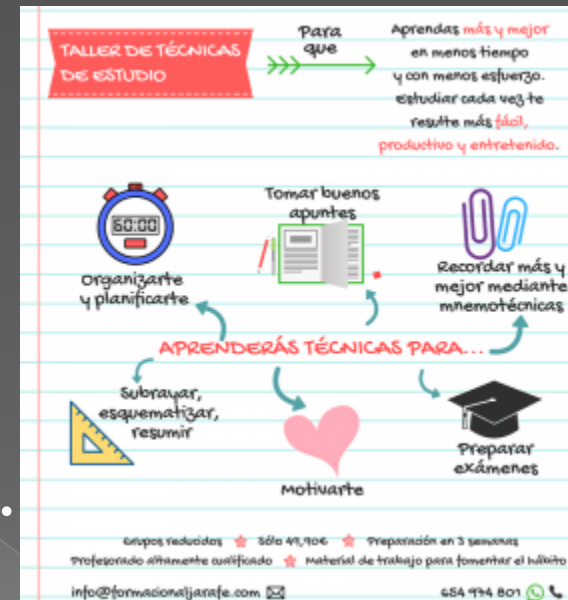 TALLER DE TÉCNICAS
DE ESTUDIO
Para
que
Aprendas más y mejor
en menos tiempo
y con menos esfuerzo.
estudiar cada vez te
resulte más fácil,
productivo y entretenido.
60:00
Organizarte
y planificarte
Tomar buenos
apuntes
Recordar más y
mejor mediante
mnemotécnicas
APRENDERÁS TÉCNICAS PARA...
Subrayar,
esquematizar,
resumir
Motivarte
Preparar
exámenes
Grupos reducidos Sólo 49,90€ Preparación en 3 semanas
Profesorado altamente cualificado Material de trabajo para fomentar el hábito
info@formacionaljarafe.com 654 974 801